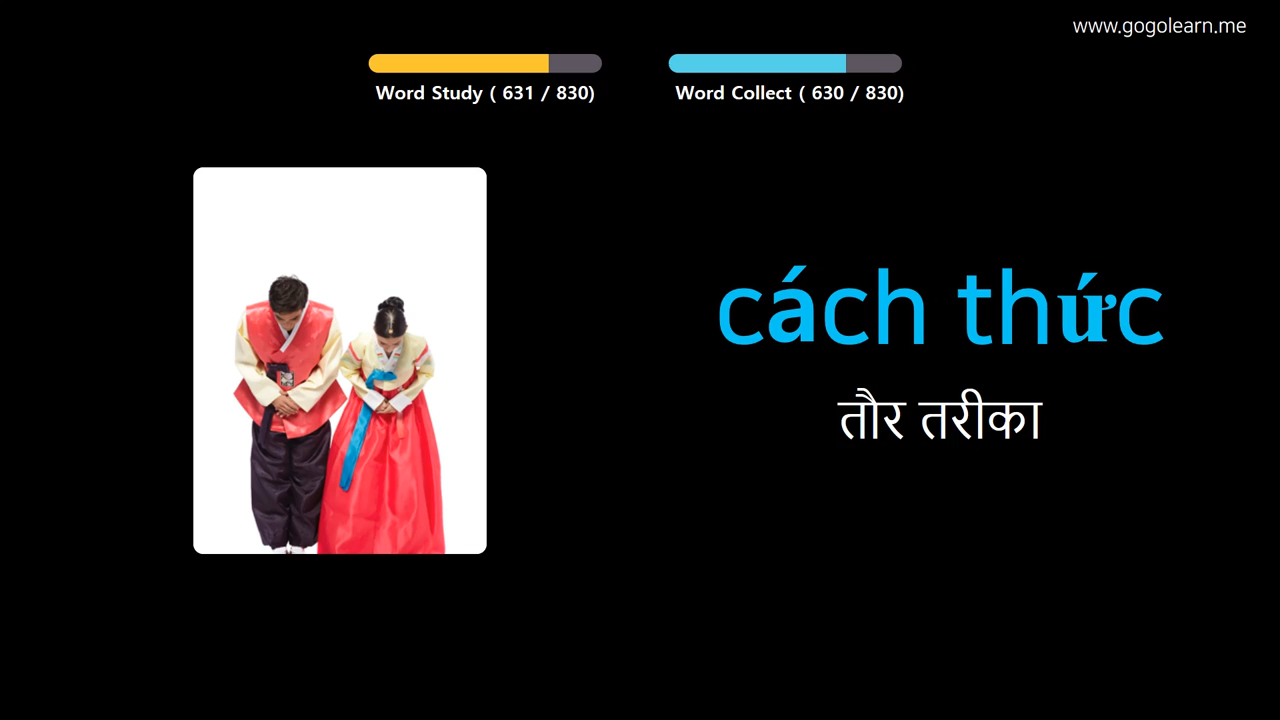 www.gogolearn.me
Word Study ( 631 / 830)
Word Collect ( 630 / 830)
cách thức
तौर तरीका